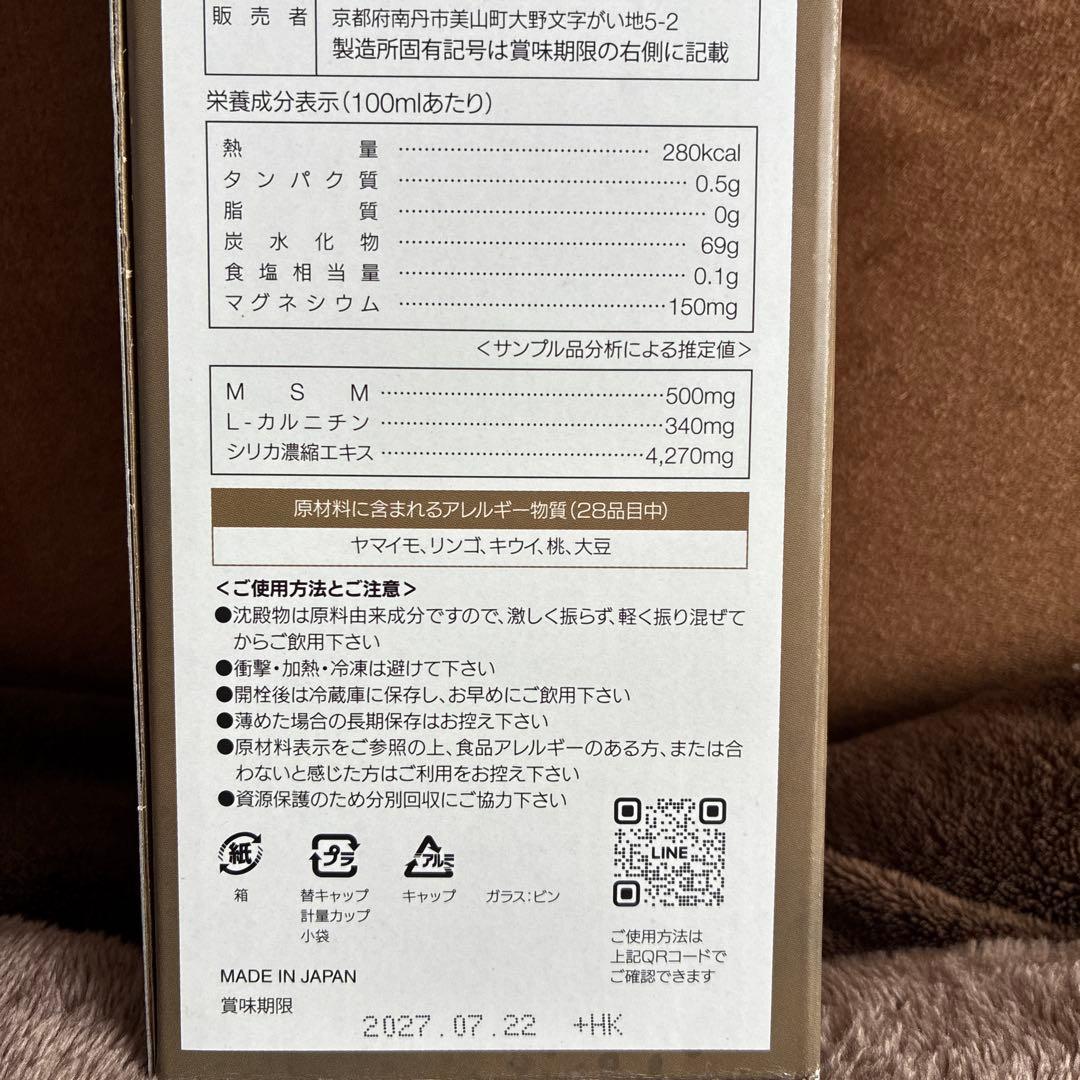 販売者
京都府南丹市美山町大野文字がい地5-2
製造所固有記号は賞味期限の右側に記載
栄養成分表示(100mlあたり)
熱量 280kcal
タンパク質 0.5g
脂質 0g
炭水化物 69g
食塩相当量 0.1g
マグネシウム 150mg
<サンプル品分析による推定値>
MSM 500mg
L-カルニチン 340mg
シリカ濃縮エキス 4,270mg
原材料に含まれるアレルギー物質(28品目中)
ヤマイモ、リンゴ、キウイ、桃、大豆
<ご使用方法とご注意>
●沈殿物は原料由来成分ですので、激しく振らず、軽く振り混ぜて
からご飲用下さい
●衝撃・加熱・冷凍は避けて下さい
●開栓後は冷蔵庫に保存し、お早めにご飲用下さい
●薄めた場合の長期保存はお控え下さい
●原材料表示をご参照の上、食品アレルギーのある方、または合
わないと感じた方はご利用をお控え下さい
●資源保護のため分別回収にご協力下さい
紙
箱
プラ
替キャップ
計量カップ
小袋
アルミ
キャップ
ガラス:ビン
LINE
ご使用方法は
上記QRコードで
ご確認できます
MADE IN JAPAN
賞味期限
2027.07.22 +HK